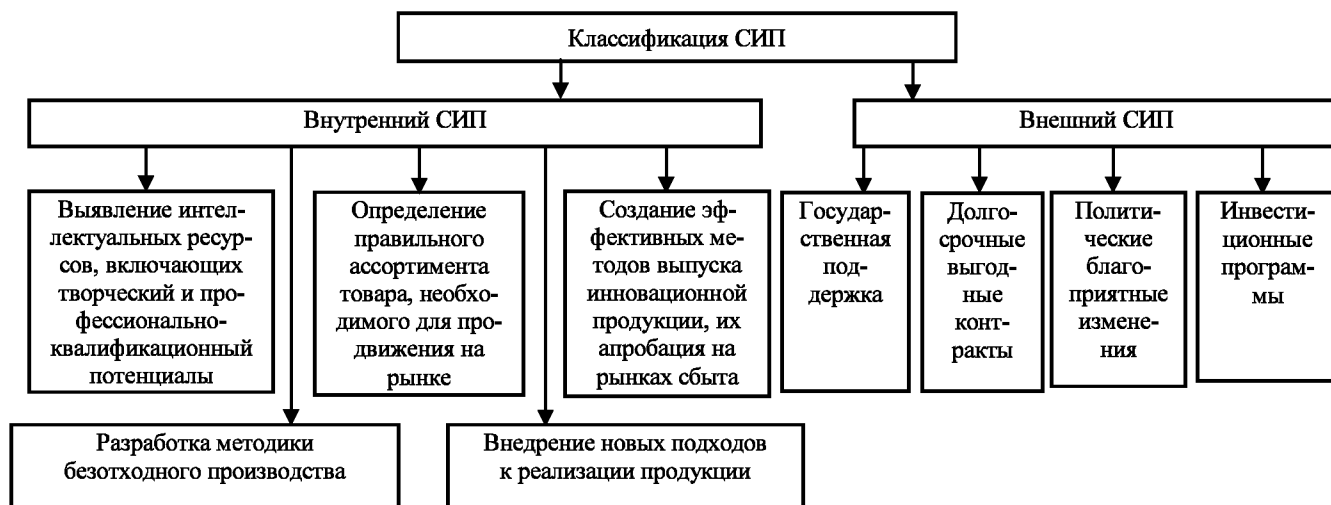 Классификация СИП
Внутренний СИП
Внешний СИП
Выявление интел-
лектуальных ресур-
сов, включающих
творческий и про-
фессионально-
квалификационный
потенциалы
Определение
правильного
ассортимента
товара, необхо-
димого для про-
движения на
рынке
Создание эф-
фективных ме-
тодов выпуска
инновационной
продукции, их
апробация на
рынках сбыта
Государ-
ственная
под-
держка
Долго-
срочные
выгод-
ные
конт-
ракты
Полити-
ческие
благо-
приятные
измене-
ния
Инвести-
ционные
програм-
мы
Разработка методики
безотходного производства
Внедрение новых подходов
к реализации продукции